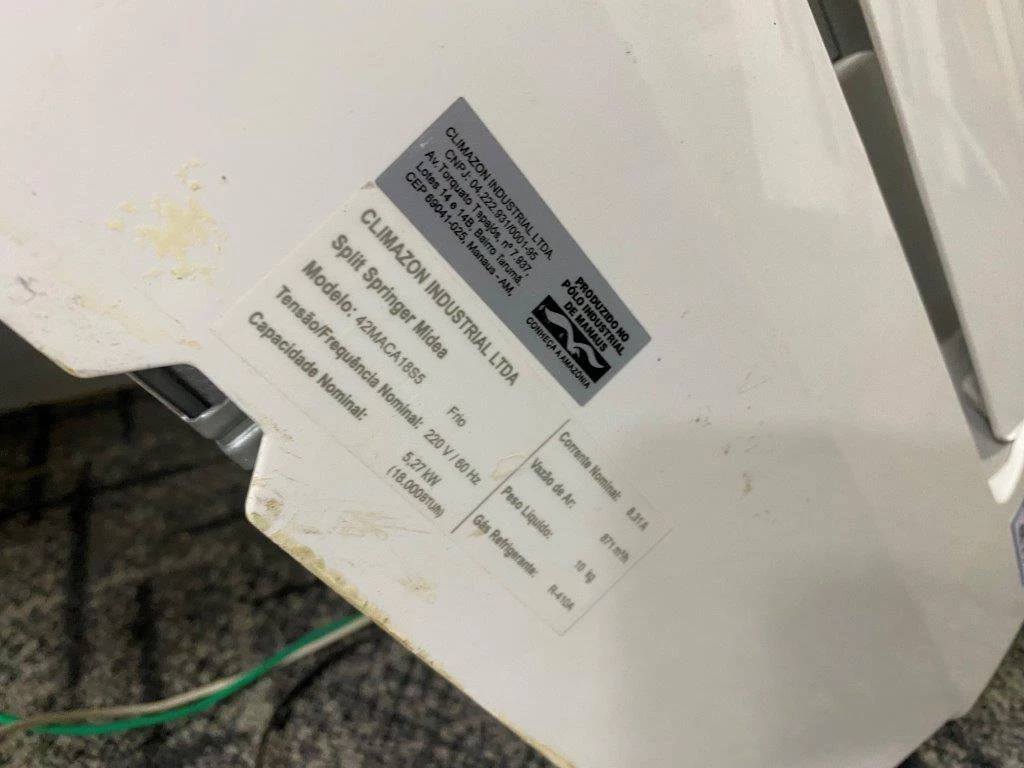 CLIMAZON INDUSTRIAL LTDA
CNPJ: 04.222.931/0001-95
Av.Torquato Tapajós, nº 7.937,
Lotes 14 e 14B, Bairro Tarumã,
CEP 69041-025, Manaus - AM,
PRODUZIDO NO
PÓLO INDUSTRIAL
DE MANAUS
CONHEÇA A AMAZÔNIA
CLIMAZON INDUSTRIAL LTDA
Split Springer Midea
Modelo: 42MACA18S5 Frio
Tensão/Frequência Nominal: 220 V / 60 Hz
Capacidade Nominal: 5,27 kW
(18.000BTU/h)
Corrente Nominal: 8.31A
Vazão de Ar: 871 m³/h
Peso Líquido: 10 kg
Gás Refrigerante: R-410A